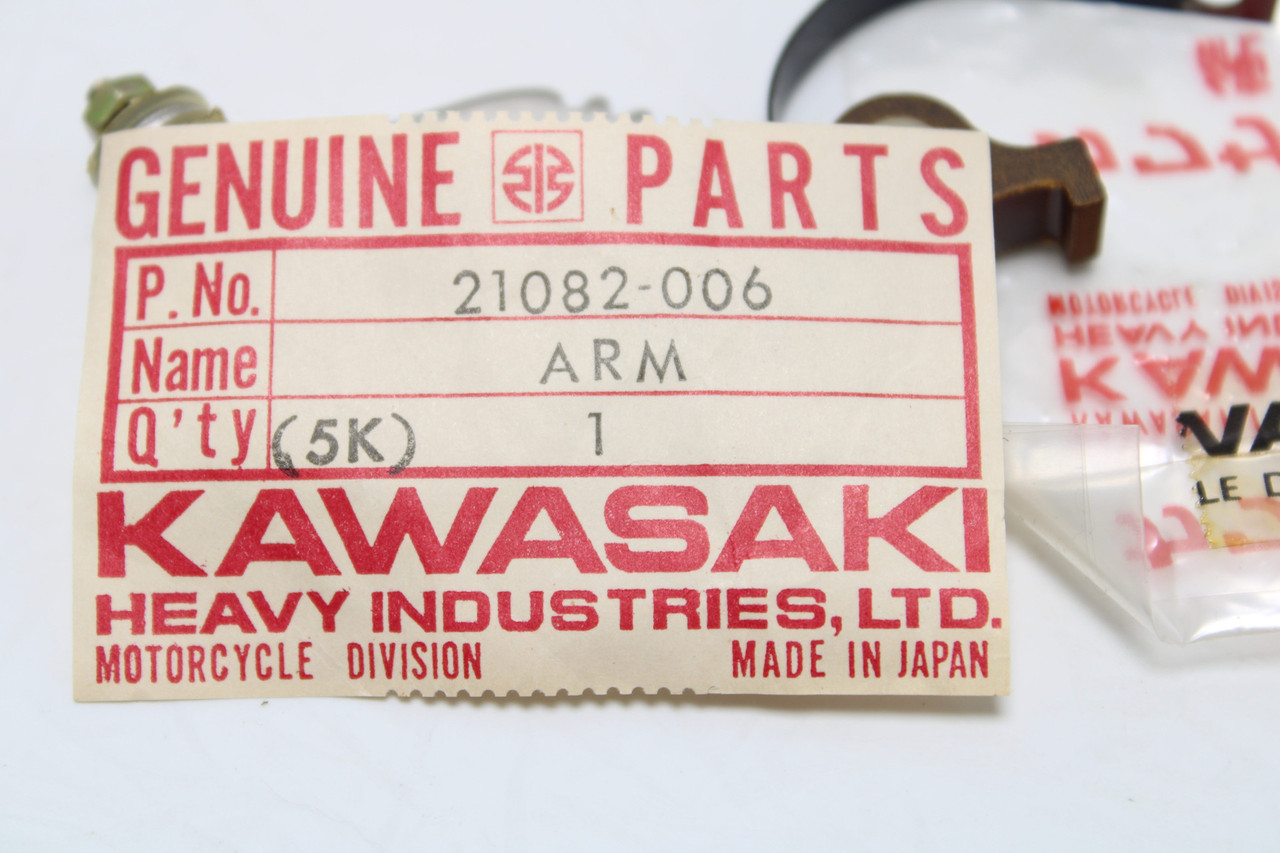 GENUINE PARTS
P. No. 21082-006
Name ARM
Q'ty (5K) 1
KAWASAKI
HEAVY INDUSTRIES, LTD.
MOTORCYCLE DIVISION MADE IN JAPAN